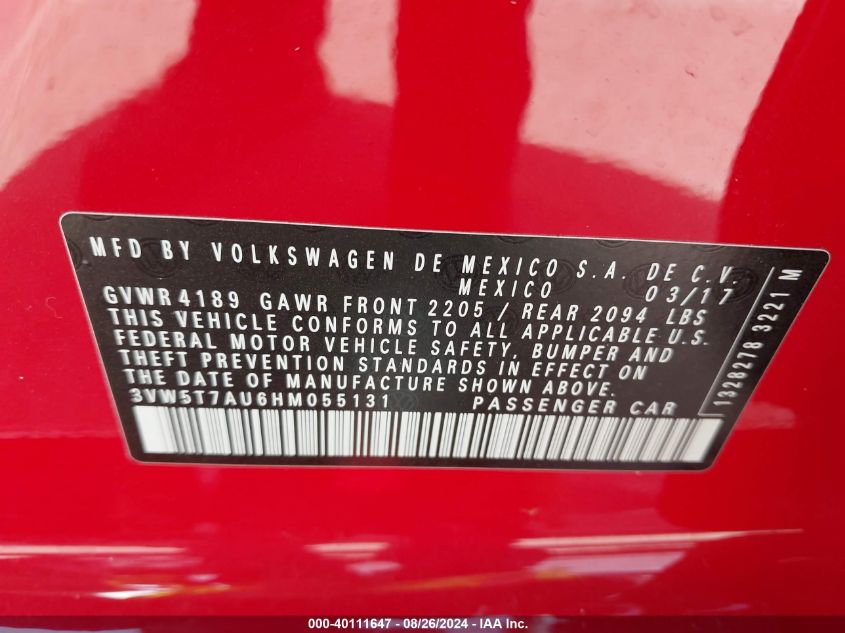 MFD BY VOLKSWAGEN DE MEXICO S.A. DE C.V.
MEXICO 03/17
GVWR 4189 GAWR FRONT 2205 / REAR 2094 LBS
THIS VEHICLE CONFORMS TO ALL APPLICABLE U.S.
FEDERAL MOTOR VEHICLE SAFETY, BUMPER AND
THEFT PREVENTION STANDARDS IN EFFECT ON
THE DATE OF MANUFACTURE SHOWN ABOVE.
3VW5T7AU6HM055131 PASSENGER CAR
1328278 3221 M
000-40111647 - 08/26/2024 - IAA Inc.